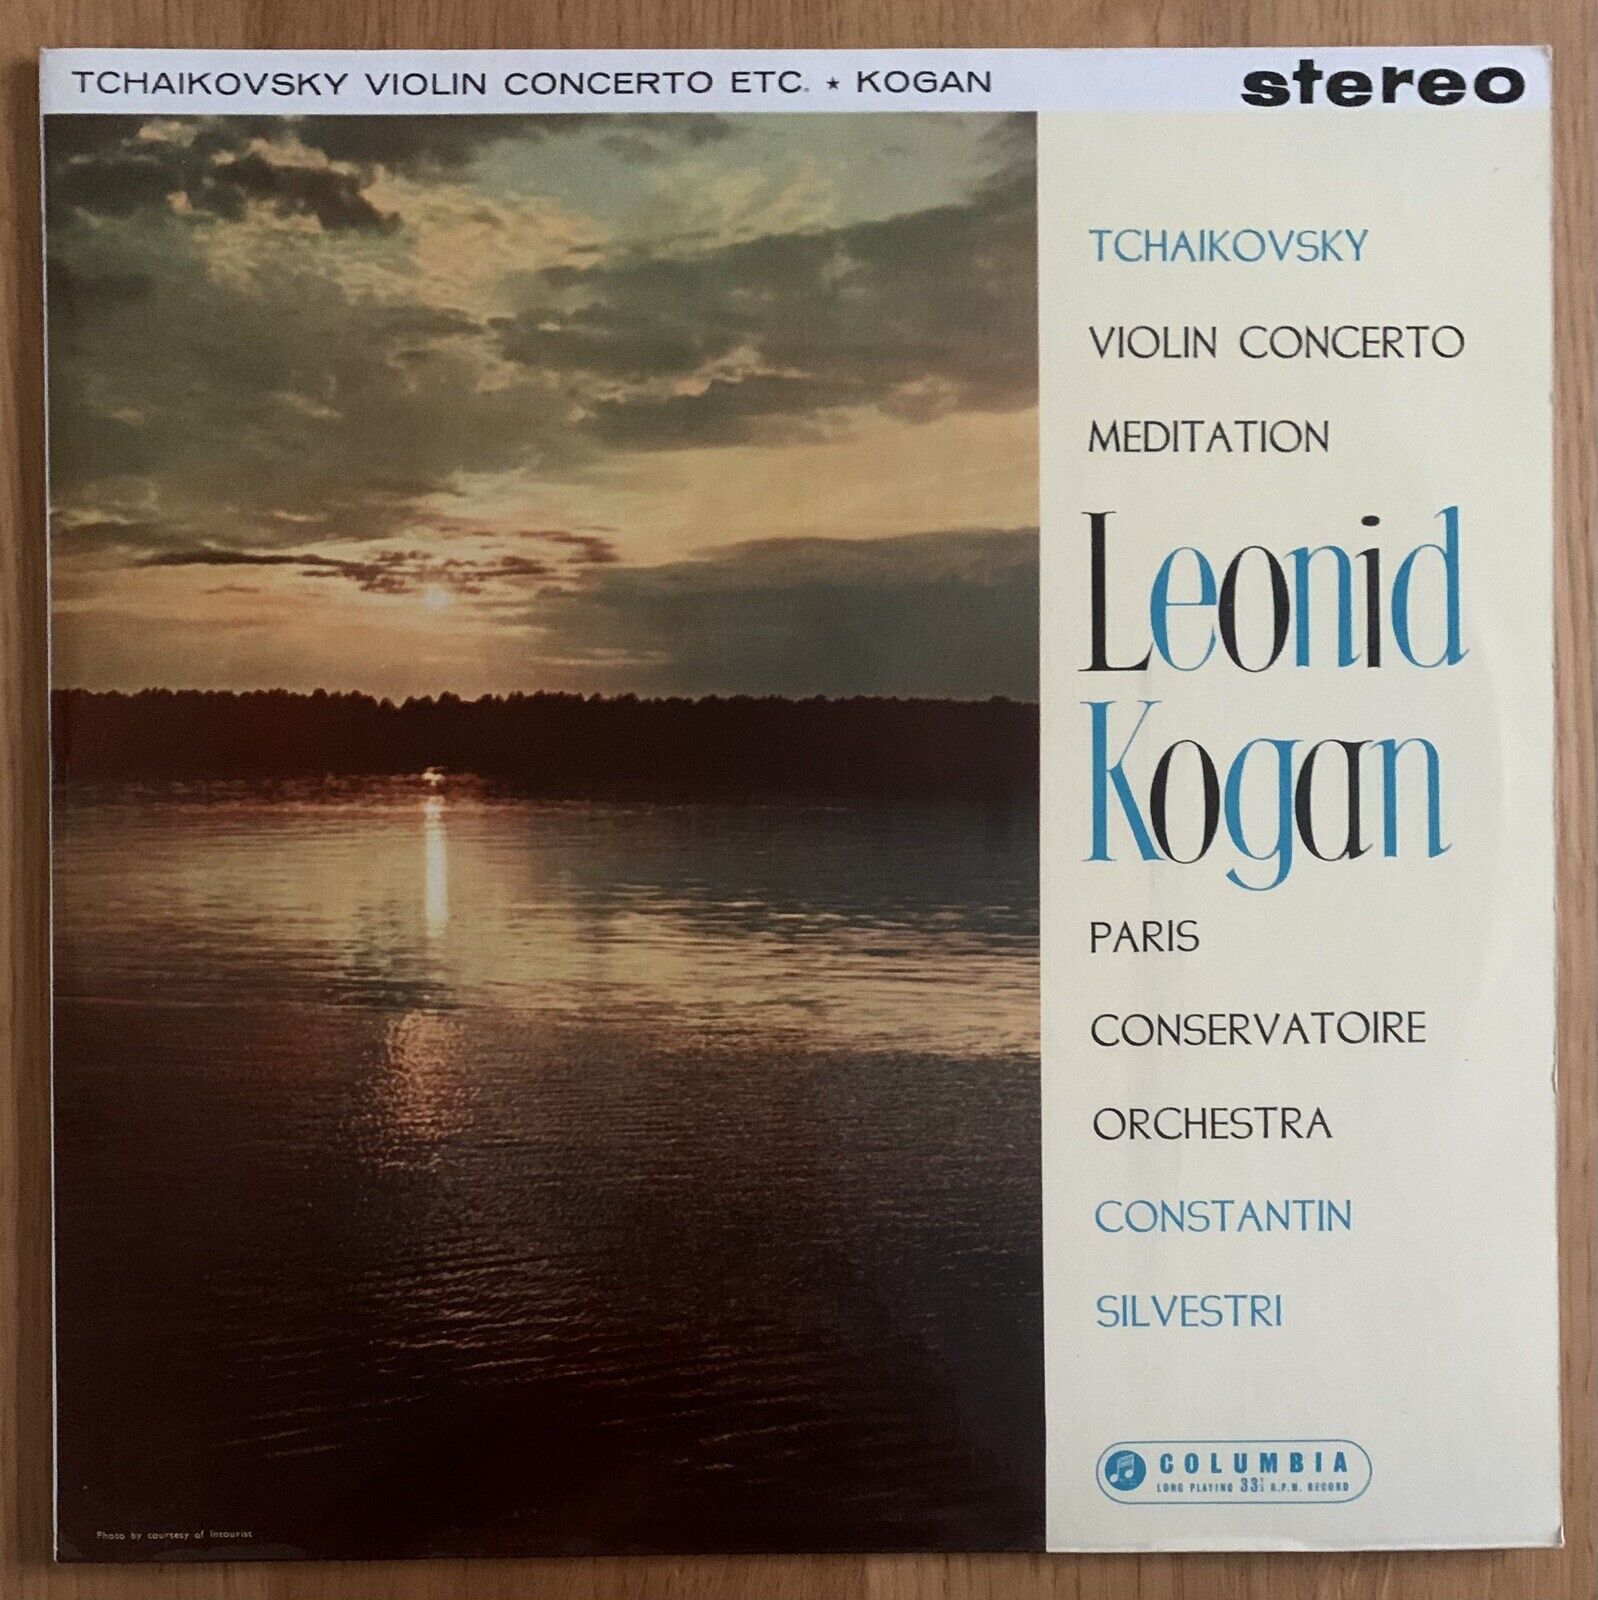 TCHAIKOVSKY VIOLIN CONCERTO ETC. ★ KOGAN
stereo
TCHAIKOVSKY
VIOLIN CONCERTO
MEDITATION
Leonid
Kogan
PARIS
CONSERVATOIRE
ORCHESTRA
CONSTANTIN
SILVESTRI
COLUMBIA
LONG PLAYING 33⅓ R.P.M. RECORD
Photo by courtesy of Intourist